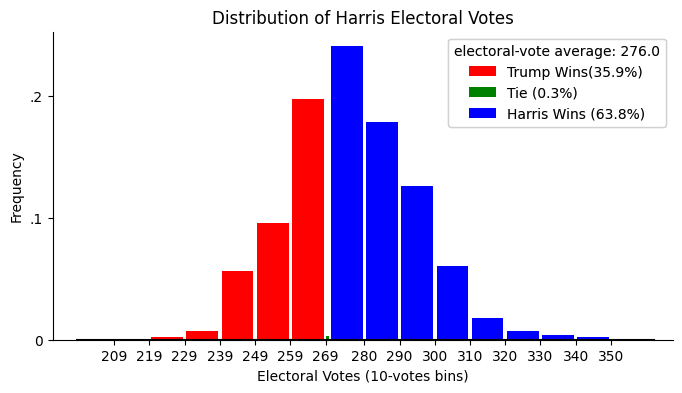 Distribution of Harris Electoral Votes
electoral-vote average: 276.0
Trump Wins(35.9%)
Tie (0.3%)
Harris Wins (63.8%)
Frequency
.2
.1
0
209 219 229 239 249 259 269 280 290 300 310 320 330 340 350
Electoral Votes (10-votes bins)